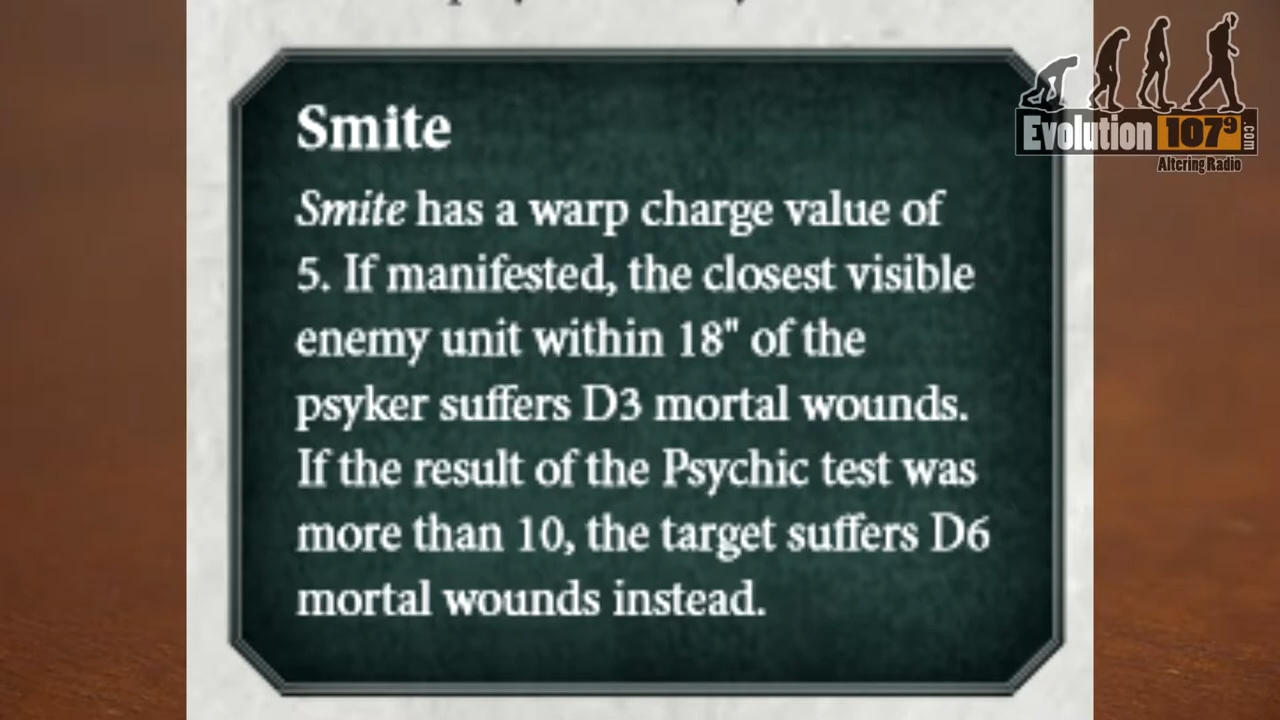 Smite
Smite has a warp charge value of
5. If manifested, the closest visible
enemy unit within 18" of the
psyker suffers D3 mortal wounds.
If the result of the Psychic test was
more than 10, the target suffers D6
mortal wounds instead.
Evolution 107⁹ .com
Altering Radio